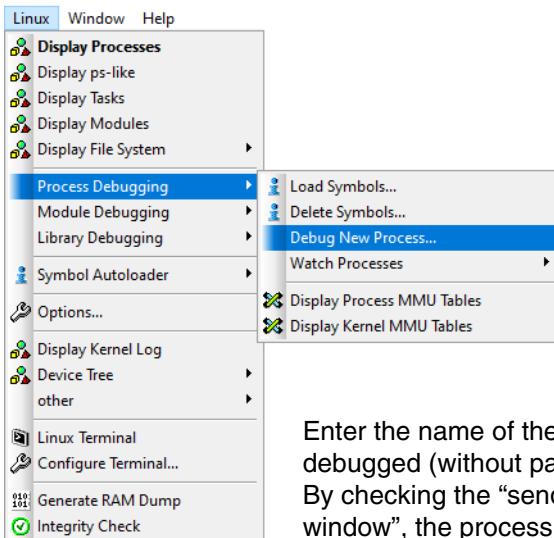 Linux Window Help
Display Processes
Display ps-like
Display Tasks
Display Modules
Display File System
Process Debugging
Module Debugging
Library Debugging
Symbol Autoloader
Options...
Display Kernel Log
Device Tree
other
Linux Terminal
Configure Terminal...
Generate RAM Dump
Integrity Check
Load Symbols...
Delete Symbols...
Debug New Process...
Watch Processes
Display Process MMU Tables
Display Kernel MMU Tables
Enter the name of the
debugged (without pa
By checking the “send
window”, the process